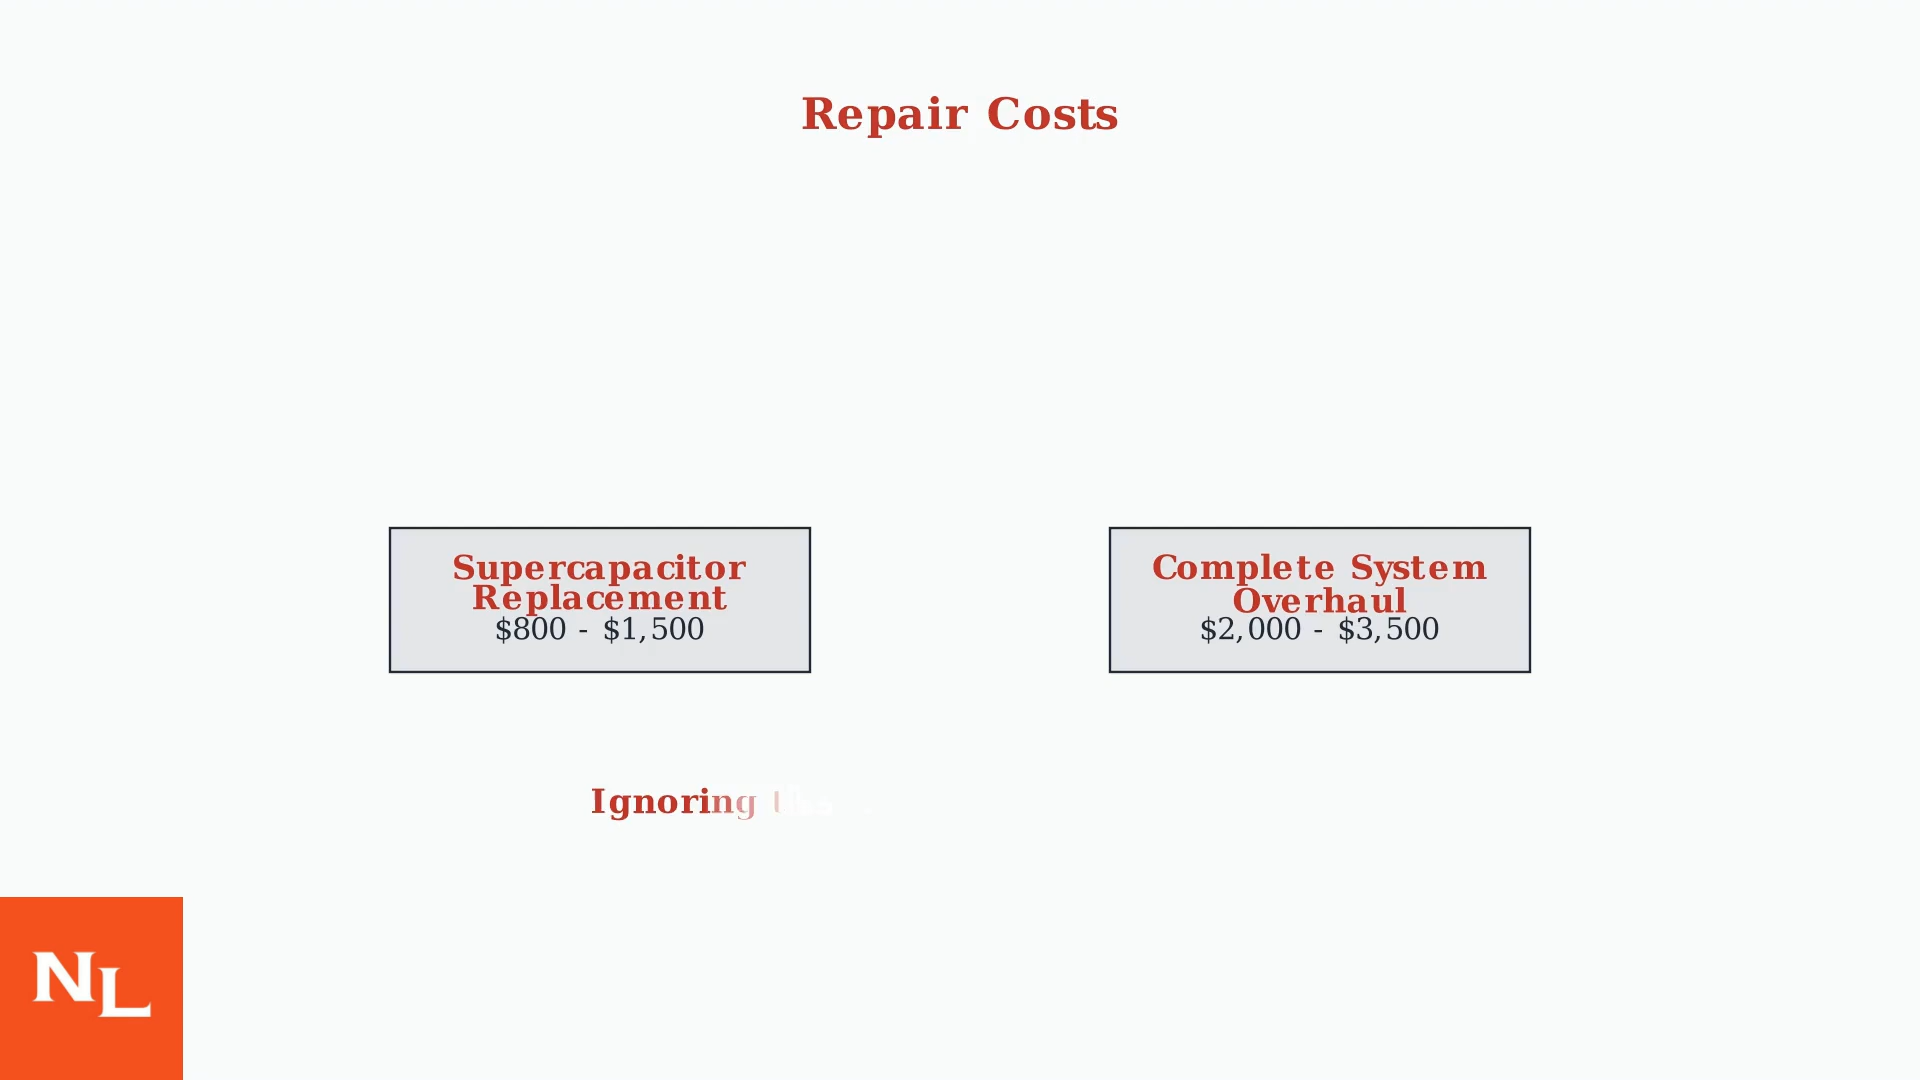 Repair Costs
Supercapacitor
Replacement
$800 - $1,500
Complete System
Overhaul
$2,000 - $3,500
Ignoring
NL